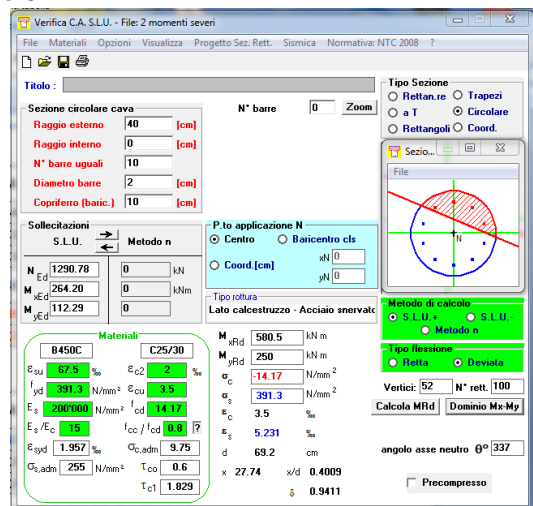 Verifica C.A. S.L.U. - File: 2 momenti severi
File Materiali Opzioni Visualizza Progetto Sez. Rett. Sismica Normativa: NTC 2008 ?
Titolo :
Tipo Sezione
Rettan.re Trapezi
a T Circolare
Rettangoli Coord.
Sezione circolare cava
N° barre 0 Zoom
Raggio esterno 40 [cm]
Raggio interno 0 [cm]
N° barre uguali 10
Diametro barre 2 [cm]
Copriferro (baric.) 10 [cm]
Sezio...
File
N
Sollecitazioni
S.L.U. Metodo n
N Ed 1290.78 0 kN
M xEd 264.20 0 kNm
M yEd 112.29 0
P.to applicazione N
Centro Baricentro cls
Coord.[cm] xN 0
yN 0
Tipo rottura
Lato calcestruzzo - Acciaio snervato
Metodo di calcolo
S.L.U.+ S.L.U.-
Metodo n
Tipo flessione
Retta Deviata
Vertici: 52 N° rett. 100
Calcola MRd Dominio Mx-My
angolo asse neutro θ° 337
Precompresso
Materiali
B450C C25/30
εsu 67.5 ‰ εc2 2 ‰
fyd 391.3 N/mm² εcu 3.5
Es 200'000 N/mm² fcd 14.17
Es/Ec 15 fcc / fcd 0.8 ?
εsyd 1.957 ‰ σc,adm 9.75
σs,adm 255 N/mm² τco 0.6
τc1 1.829
M xRd 580.5 kN m
M yRd 250 kN m
σc -14.17 N/mm²
σs 391.3 N/mm²
εc 3.5 ‰
εs 5.231 ‰
d 69.2 cm
x 27.74 x/d 0.4009
δ 0.9411